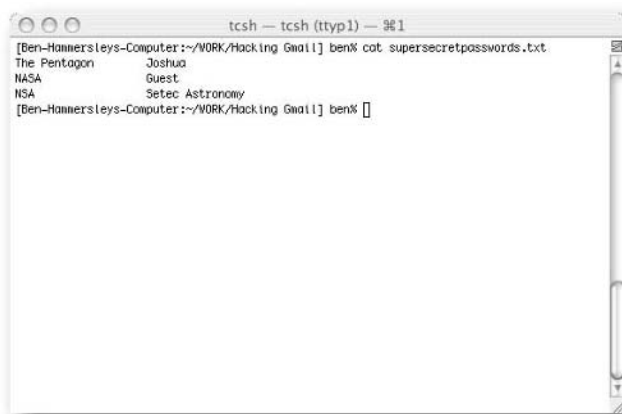 tcsh — tcsh (ttyp1) — ⌘1
[Ben-Hammersleys-Computer:~/WORK/Hacking Gmail] ben% cat supersecretpasswords.txt
The Pentagon Joshua
NASA Guest
NSA Setec Astronomy
[Ben-Hammersleys-Computer:~/WORK/Hacking Gmail] ben%